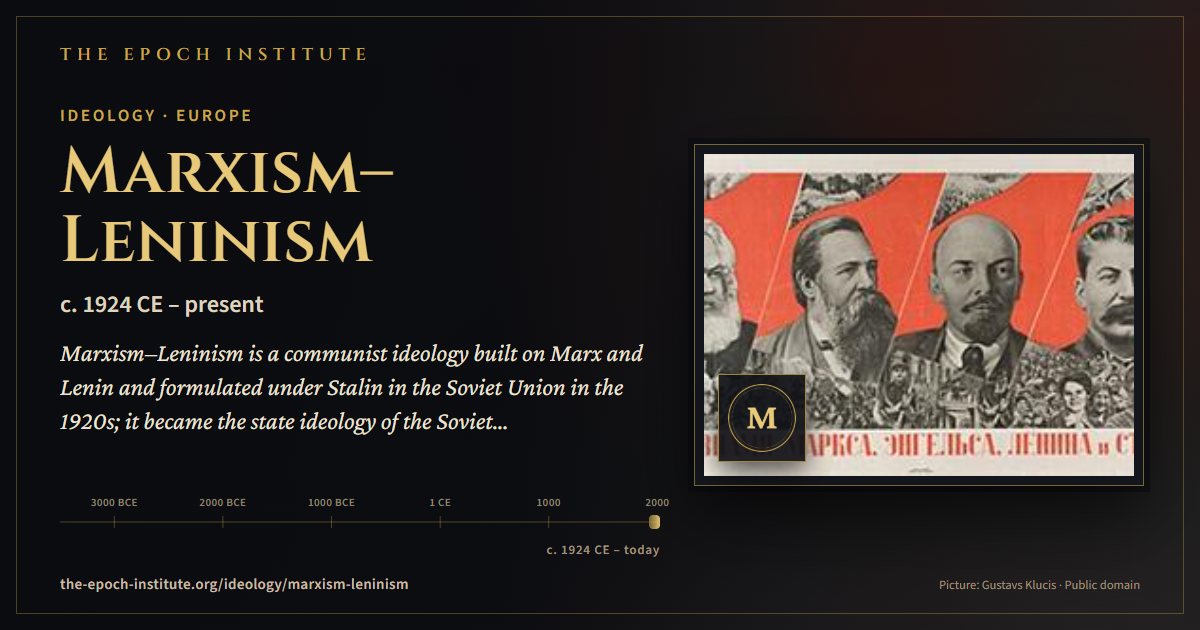 THE EPOCH INSTITUTE
IDEOLOGY · EUROPE
MARXISM–
LENINISM
c. 1924 CE – present
Marxism–Leninism is a communist ideology built on Marx and
Lenin and formulated under Stalin in the Soviet Union in the
1920s; it became the state ideology of the Soviet...
M
АРКСА, ЭНГЕЛЬСА, ЛЕНИНА и СТ
3000 BCE 2000 BCE 1000 BCE 1 CE 1000 2000
c. 1924 CE – today
the-epoch-institute.org/ideology/marxism-leninism
Picture: Gustavs Klucis · Public domain